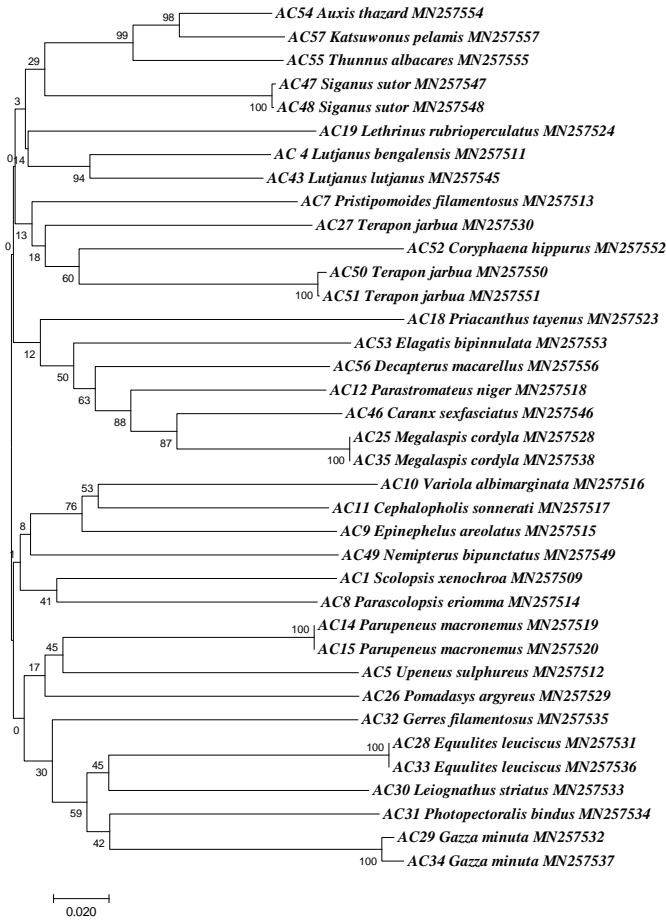 AC54 Auxis thazard MN257554
98
99
AC57 Katsuwonus pelamis MN257557
29
AC55 Thunnus albacares MN257555
AC47 Siganus sutor MN257547
3
100
AC48 Siganus sutor MN257548
AC19 Lethrinus rubrioperculatus MN257524
0
14
AC 4 Lutjanus bengalensis MN257511
94
AC43 Lutjanus lutjanus MN257545
AC7 Pristipomoides filamentosus MN257513
13
AC27 Terapon jarbua MN257530
0
18
AC52 Coryphaena hippurus MN257552
60
AC50 Terapon jarbua MN257550
100
AC51 Terapon jarbua MN257551
AC18 Priacanthus tayenus MN257523
12
AC53 Elagatis bipinnulata MN257553
50
AC56 Decapterus macarellus MN257556
63
AC12 Parastromateus niger MN257518
88
AC46 Caranx sexfasciatus MN257546
87
AC25 Megalaspis cordyla MN257528
100
AC35 Megalaspis cordyla MN257538
53
AC10 Variola albimarginata MN257516
76
AC11 Cephalopholis sonnerati MN257517
8
AC9 Epinephelus areolatus MN257515
1
AC49 Nemipterus bipunctatus MN257549
AC1 Scolopsis xenochroa MN257509
41
AC8 Parascolopsis eriomma MN257514
AC14 Parupeneus macronemus MN257519
100
45
AC15 Parupeneus macronemus MN257520
17
AC5 Upeneus sulphureus MN257512
AC26 Pomadasys argyreus MN257529
0
AC32 Gerres filamentosus MN257535
30
AC28 Equulites leuciscus MN257531
100
45
AC33 Equulites leuciscus MN257536
AC30 Leiognathus striatus MN257533
59
AC31 Photopectoralis bindus MN257534
42
AC29 Gazza minuta MN257532
100
AC34 Gazza minuta MN257537
0.020